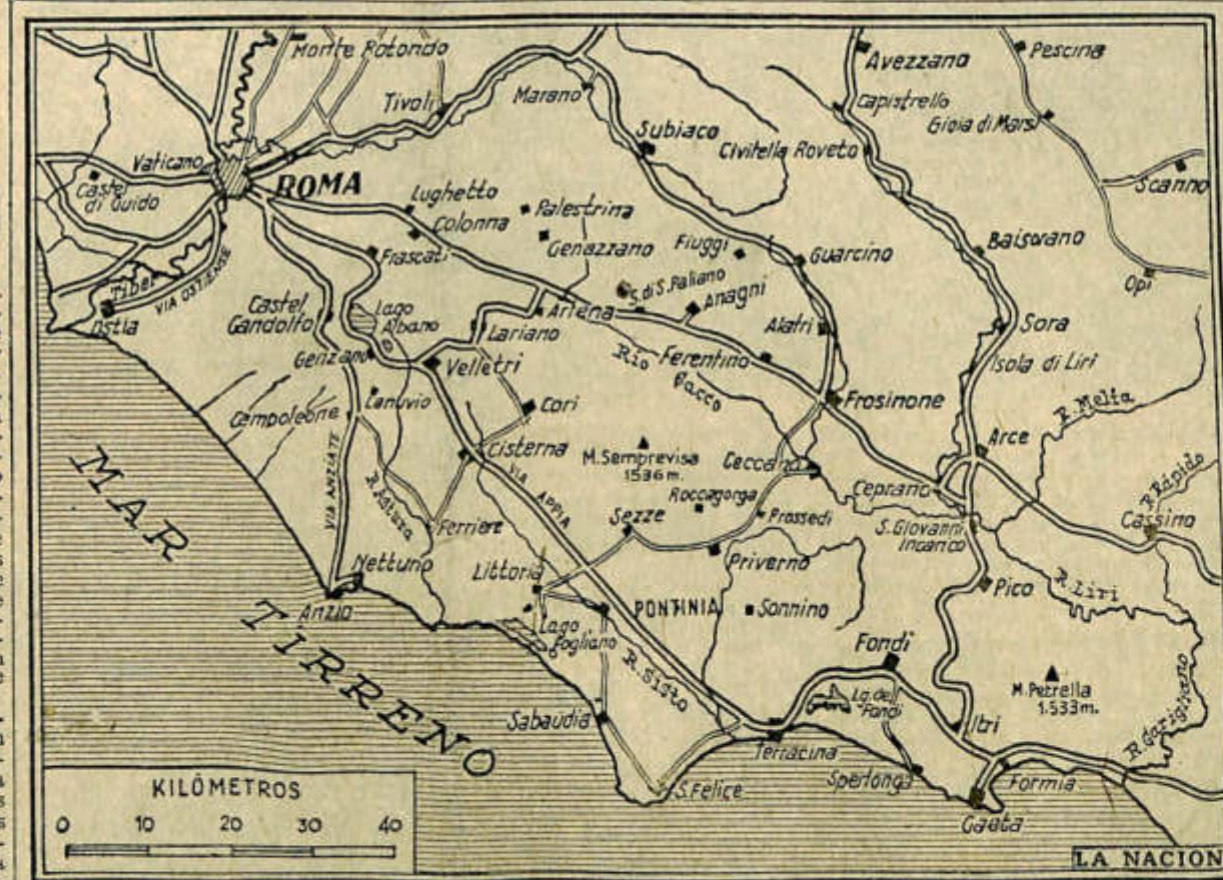 Monte Rotondo
Avezzano
Pescina
Tivoli
Marano
Capistrello
Gioia di Marsi
Subiaco
Civitella Roveto
Vaticano
Castel
di Guido
ROMA
Scanno
Lughetto
Colonna
Palestrina
Genazzano
Fiuggi
Guarcino
Balsorano
Frascati
Opi
Tiber
VIA OSTIENSE
Ostia
Castel
Gandolfo
Lago
Albano
Lariano
Artena
S. di S. Paliano
Anagni
Alatri
Sora
Genzano
Velletri
Rio
Sacco
Ferentino
Isola di Liri
Campoleone
Lanuvio
Cori
Frosinone
R. Melfa
Cisterna
M. Semprevisa
1536 m.
Ceccano
Arce
MAR
TIRRENO
VIA ANZIATE
R. Astura
VIA APPIA
Roccagorga
Ceprano
R. Rápido
Cassino
Ferriere
Sezze
Prossedi
S. Giovanni
Incarico
Nettuno
Littoria
Priverno
Pico
R. Liri
Anzio
PONTINIA
Sonnino
Lago
Fogliano
R. Sisto
Fondi
M. Petrella
1.533 m.
R. Garigliano
Sabaudia
Lg. dell
Fondi
Itri
Terracina
Sperlonga
Formia
S. Felice
Gaeta
KILÓMETROS
0 10 20 30 40
LA NACION